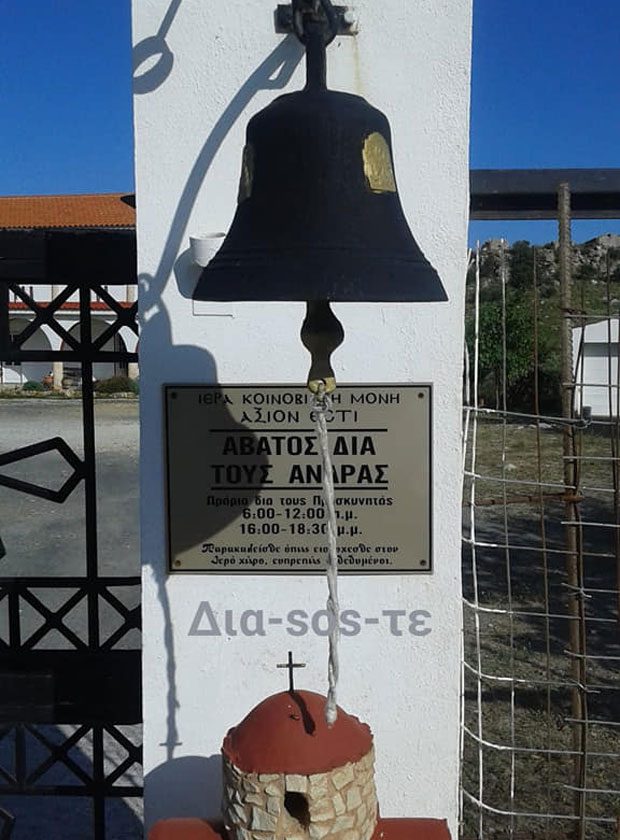 ΙΕΡΑ ΚΟΙΝΟΒΙΑΚΗ ΜΟΝΗ
ΑΞΙΟΝ ΕΣΤΙ
ΑΒΑΤΟΣ ΔΙΑ
ΤΟΥΣ ΑΝΔΡΑΣ
Ωράρια δια τους Προσκυνητάς
6:00-12:00 π.μ.
16:00-18:30 μ.μ.
Παρακαλείσθε όπως εισέρχεσθε στον
Ιερό χώρο, ευπρεπώς ενδεδυμένοι.
Δια-sos-τε